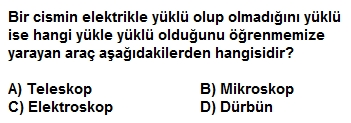 Bir cismin elektrikle yüklü olup olmadığını yüklü
ise hangi yükle yüklü olduğunu öğrenmemize
yarayan araç aşağıdakilerden hangisidir?
A) Teleskop B) Mikroskop
C) Elektroskop D) Dürbün